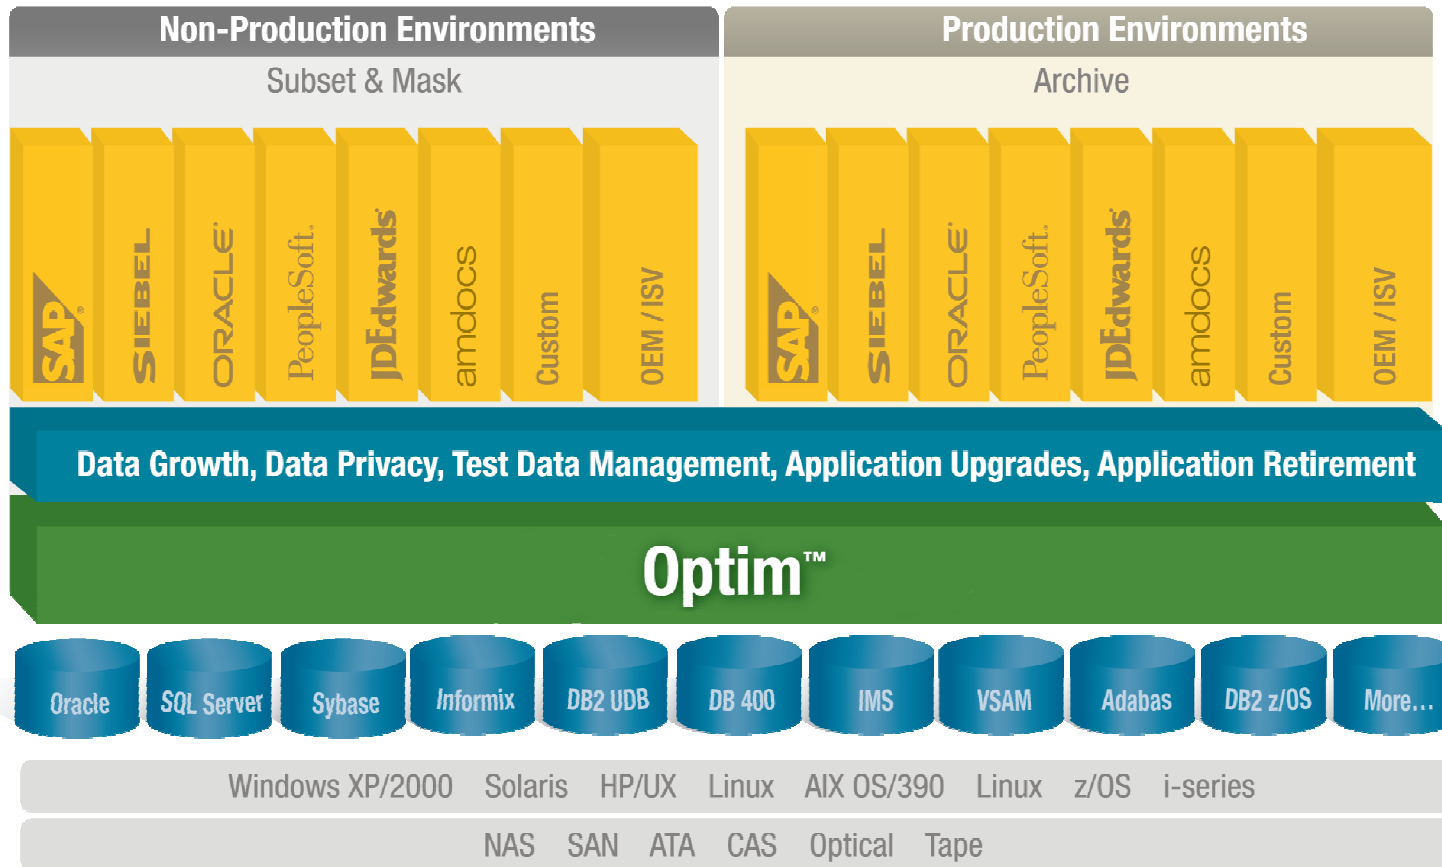 Non-Production Environments
Production Environments
Subset & Mask
Archive
SAP®
SIEBEL
ORACLE®
PeopleSoft.
JDEdwards®
amdocs
Custom
OEM / ISV
SAP®
SIEBEL
ORACLE®
PeopleSoft.
JDEdwards®
amdocs
Custom
OEM / ISV
Data Growth, Data Privacy, Test Data Management, Application Upgrades, Application Retirement
Optim™
Oracle
SQL Server
Sybase
Informix
DB2 UDB
DB 400
IMS
VSAM
Adabas
DB2 z/OS
More...
Windows XP/2000 Solaris HP/UX Linux AIX OS/390 Linux z/OS i-series
NAS SAN ATA CAS Optical Tape